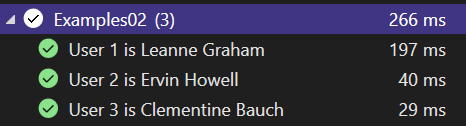 Examples02 (3) 266 ms
User 1 is Leanne Graham 197 ms
User 2 is Ervin Howell 40 ms
User 3 is Clementine Bauch 29 ms